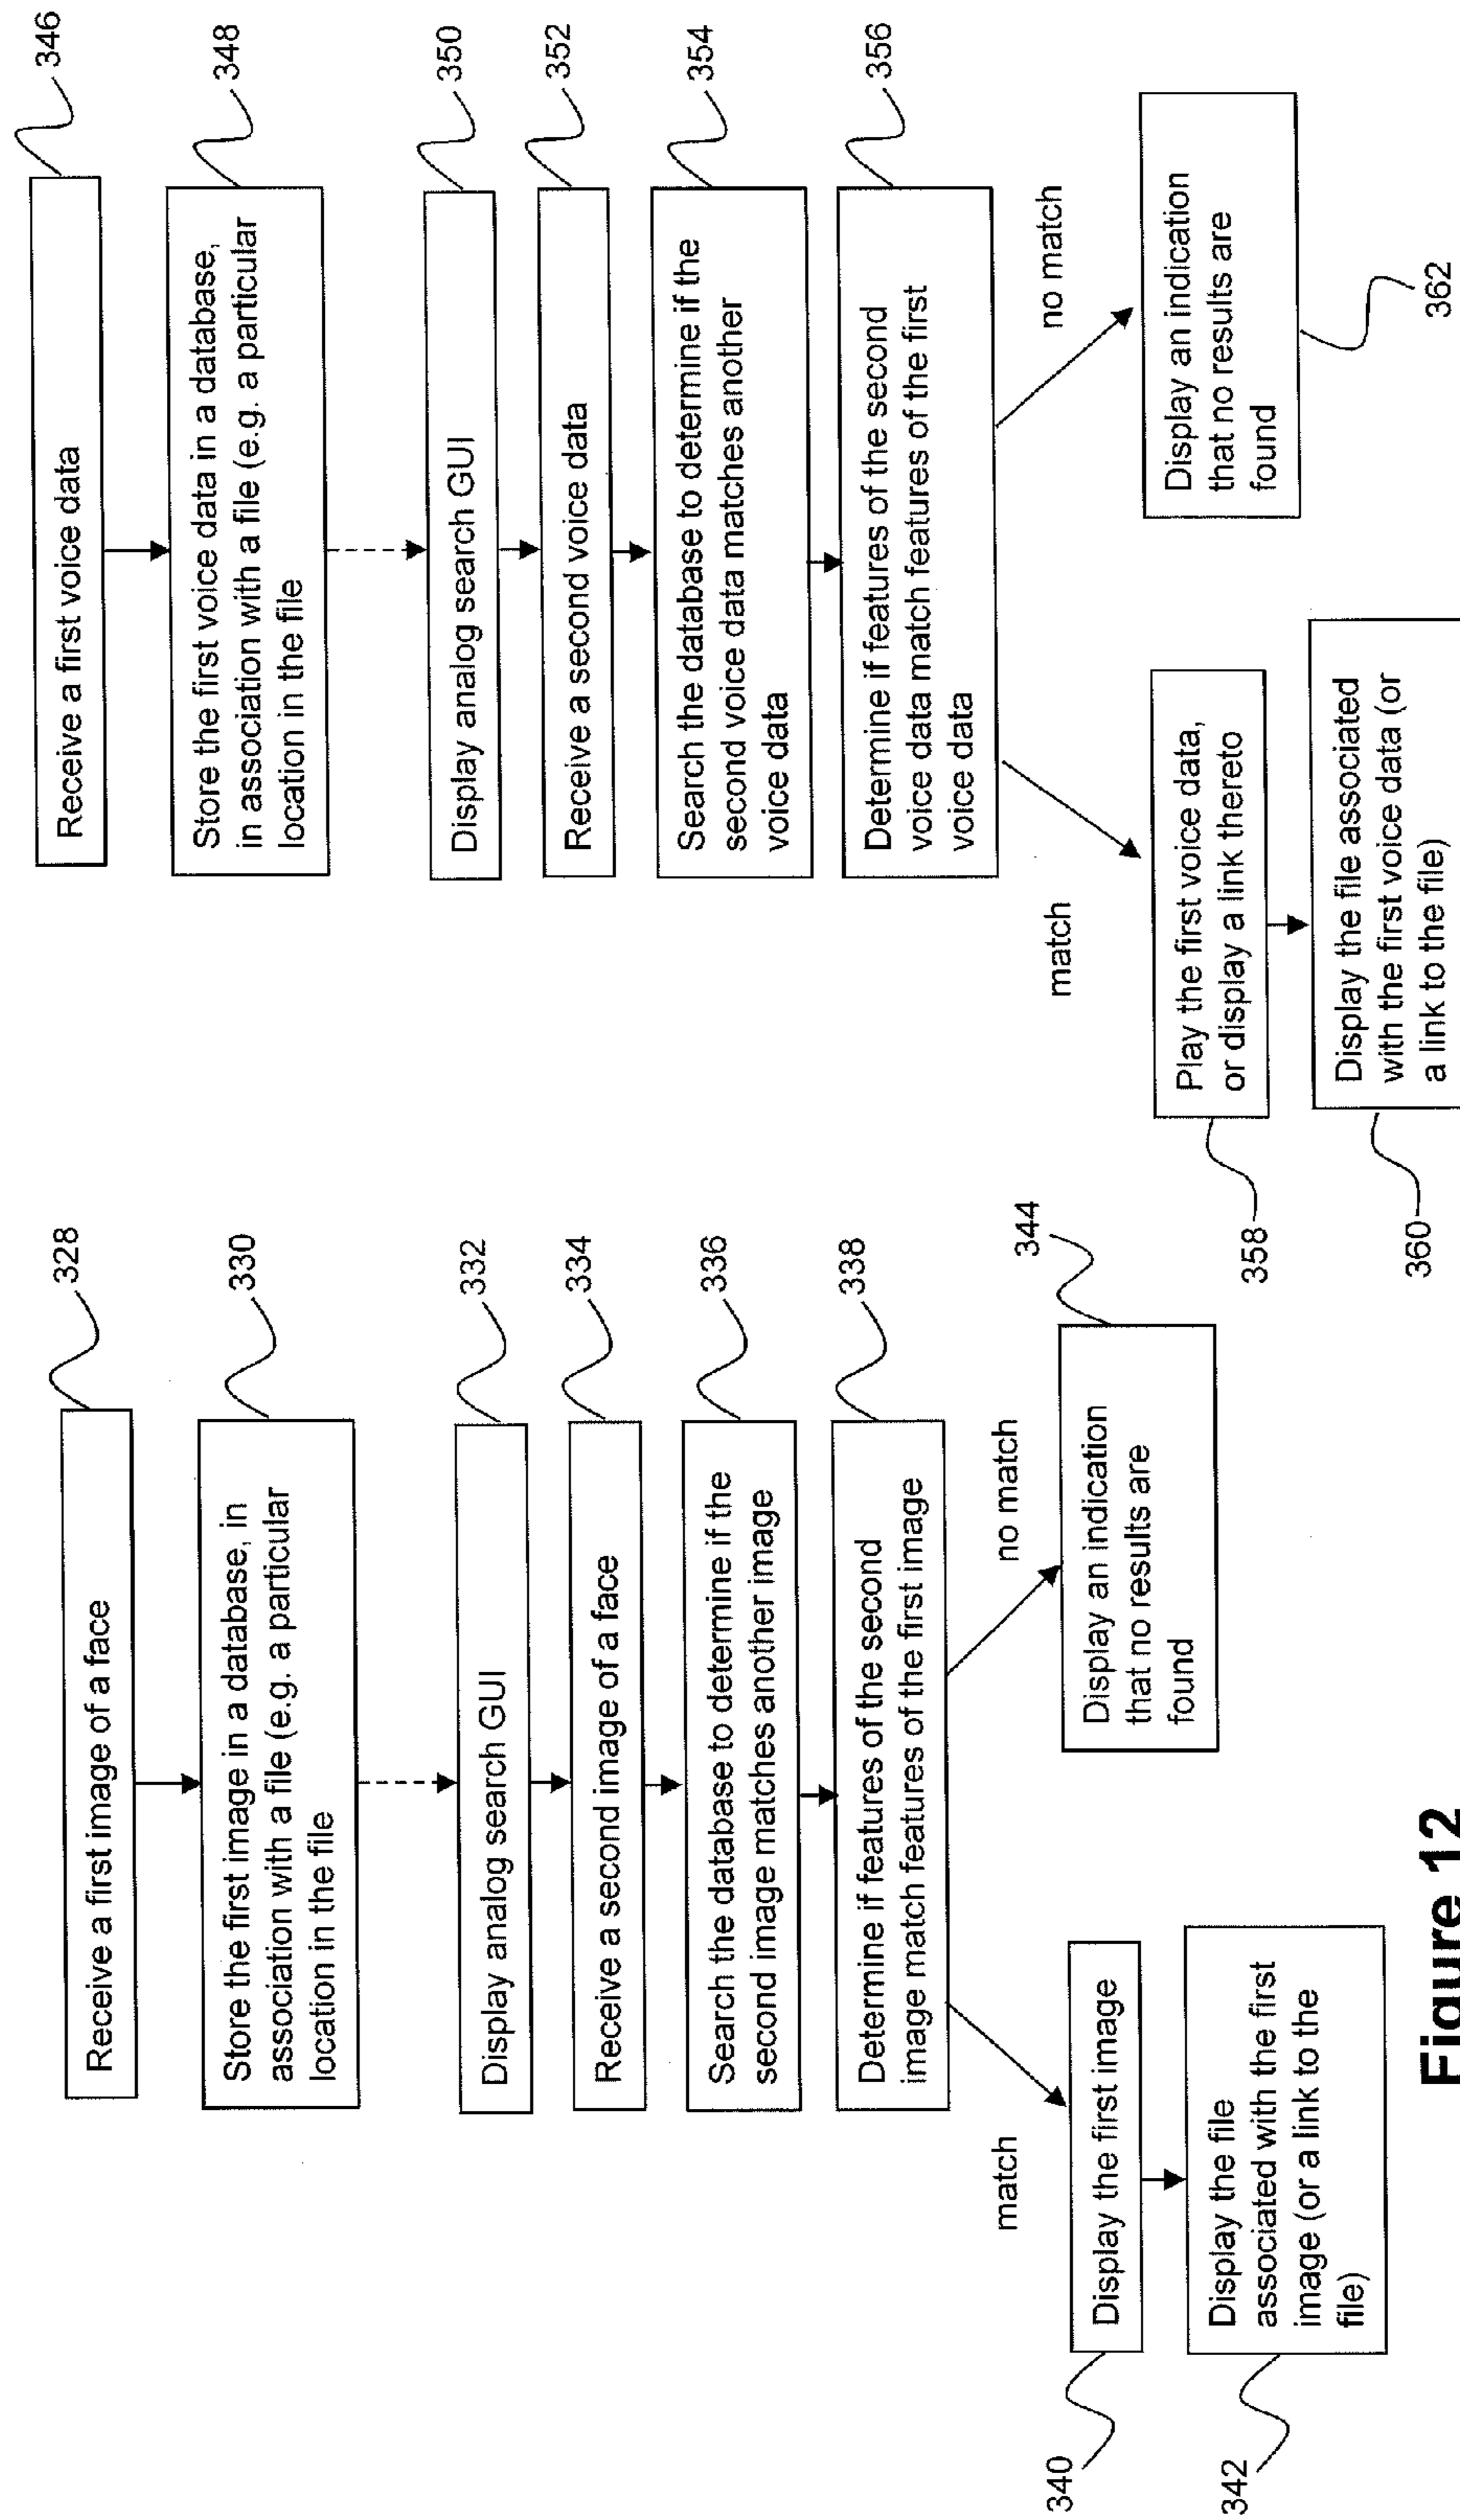 Receive a first image of a face
328
Store the first image in a database, in
association with a file (e.g. a particular
location in the file
330
Display analog search GUI
332
Receive a second image of a face
334
Search the database to determine if the
second image matches another image
336
Determine if features of the second
image match features of the first image
338
match
no match
Display the first image
340
Display the file
associated with the first
image (or a link to the
file)
342
Display an indication
that no results are
found
344
Receive a first voice data
346
Store the first voice data in a database,
in association with a file (e.g. a particular
location in the file
348
Display analog search GUI
350
Receive a second voice data
352
Search the database to determine if the
second voice data matches another
voice data
354
Determine if features of the second
voice data match features of the first
voice data
356
match
no match
Play the first voice data,
or display a link thereto
358
Display the file associated
with the first voice data (or
a link to the file)
360
Display an indication
that no results are
found
362
Figure 12